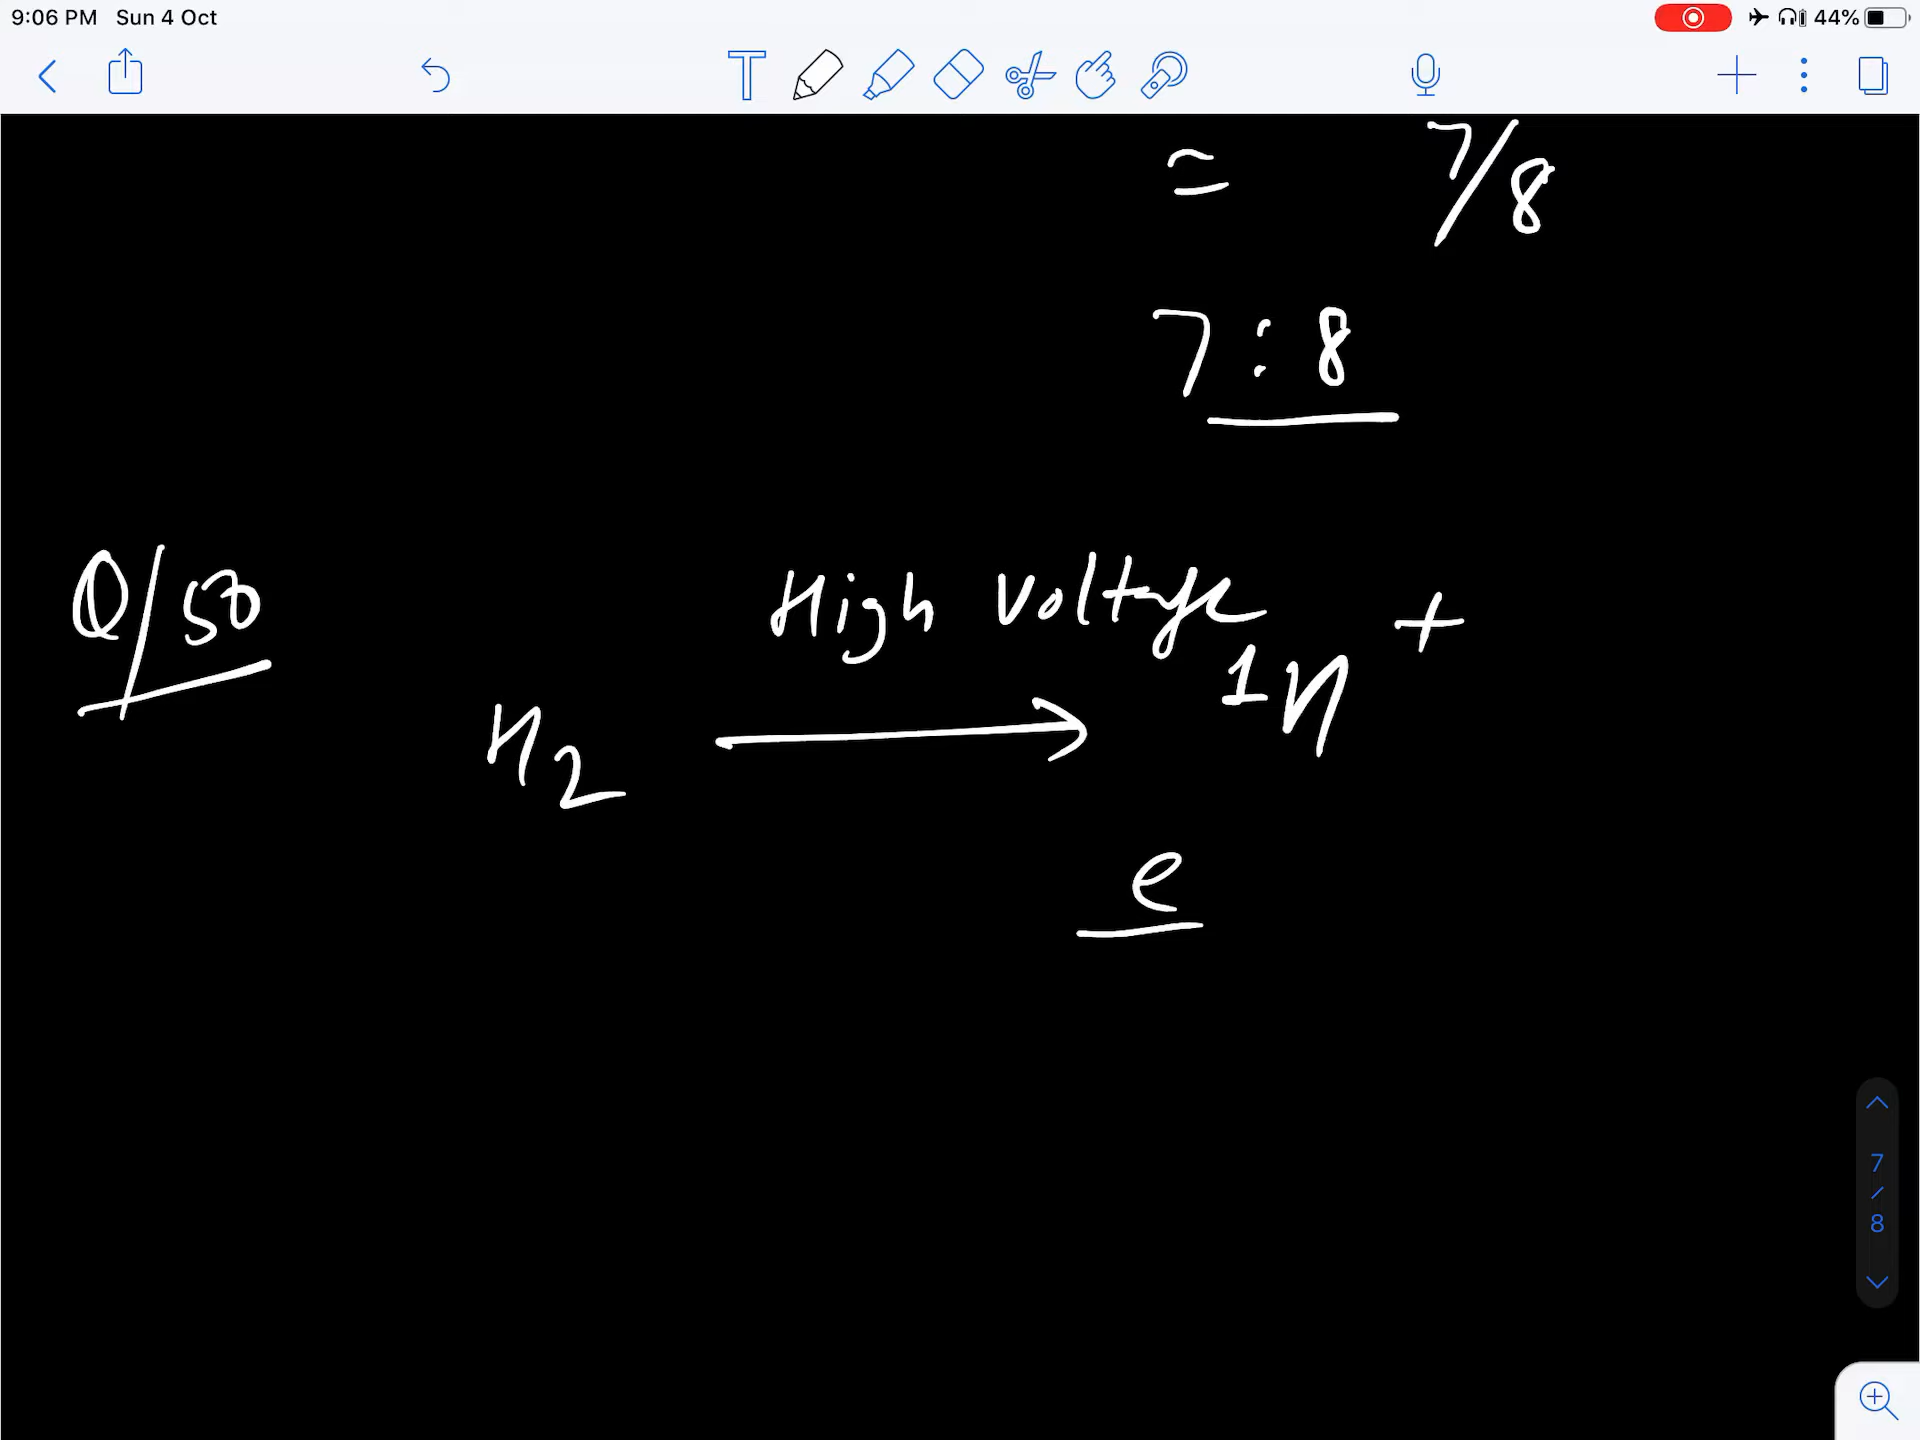 9:06 PM Sun 4 Oct
44%
= 7/8
7 : 8
Q/50
High voltage
H2 → 1H +
e
7
/
8